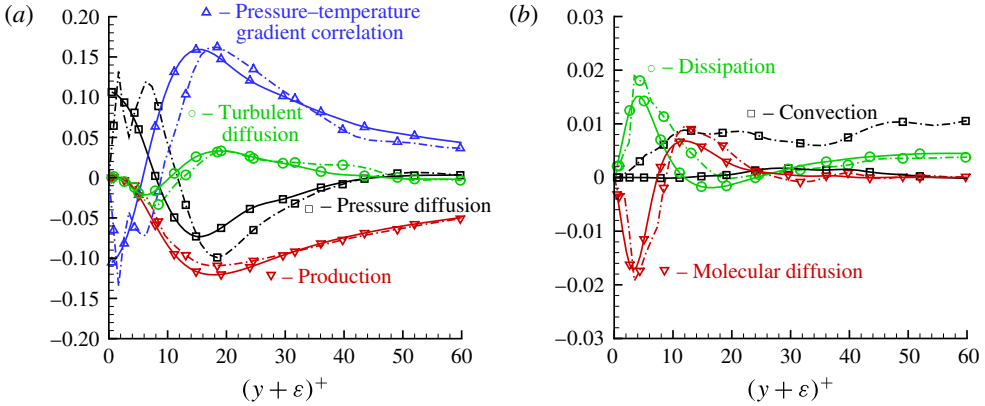 (a)
0.20
0.15
0.10
0.05
0
−0.05
−0.10
−0.15
−0.20
0 10 20 30 40 50 60
(y + ε)+
△ – Pressure–temperature
gradient correlation
○ – Turbulent
diffusion
□ – Pressure diffusion
▽ – Production
(b)
0.03
0.02
0.01
0
−0.01
−0.02
−0.03
0 10 20 30 40 50 60
(y + ε)+
○ – Dissipation
□ – Convection
▽ – Molecular diffusion